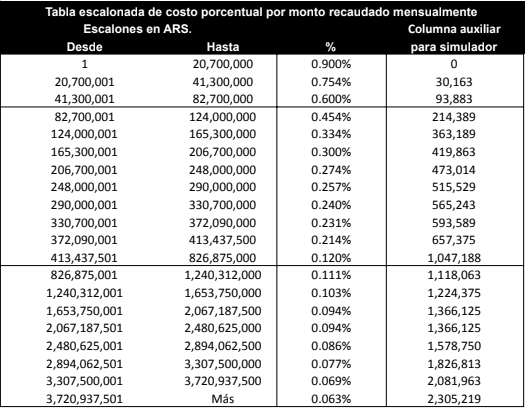 Tabla escalonada de costo porcentual por monto recaudado mensualmente
Escalones en ARS. Columna auxiliar
Desde Hasta % para simulador
1 20,700,000 0.900% 0
20,700,001 41,300,000 0.754% 30,163
41,300,001 82,700,000 0.600% 93,883
82,700,001 124,000,000 0.454% 214,389
124,000,001 165,300,000 0.334% 363,189
165,300,001 206,700,000 0.300% 419,863
206,700,001 248,000,000 0.274% 473,014
248,000,001 290,000,000 0.257% 515,529
290,000,001 330,700,000 0.240% 565,243
330,700,001 372,090,000 0.231% 593,589
372,090,001 413,437,500 0.214% 657,375
413,437,501 826,875,000 0.120% 1,047,188
826,875,001 1,240,312,000 0.111% 1,118,063
1,240,312,001 1,653,750,000 0.103% 1,224,375
1,653,750,001 2,067,187,500 0.094% 1,366,125
2,067,187,501 2,480,625,000 0.094% 1,366,125
2,480,625,001 2,894,062,500 0.086% 1,578,750
2,894,062,501 3,307,500,000 0.077% 1,826,813
3,307,500,001 3,720,937,500 0.069% 2,081,963
3,720,937,501 Más 0.063% 2,305,219